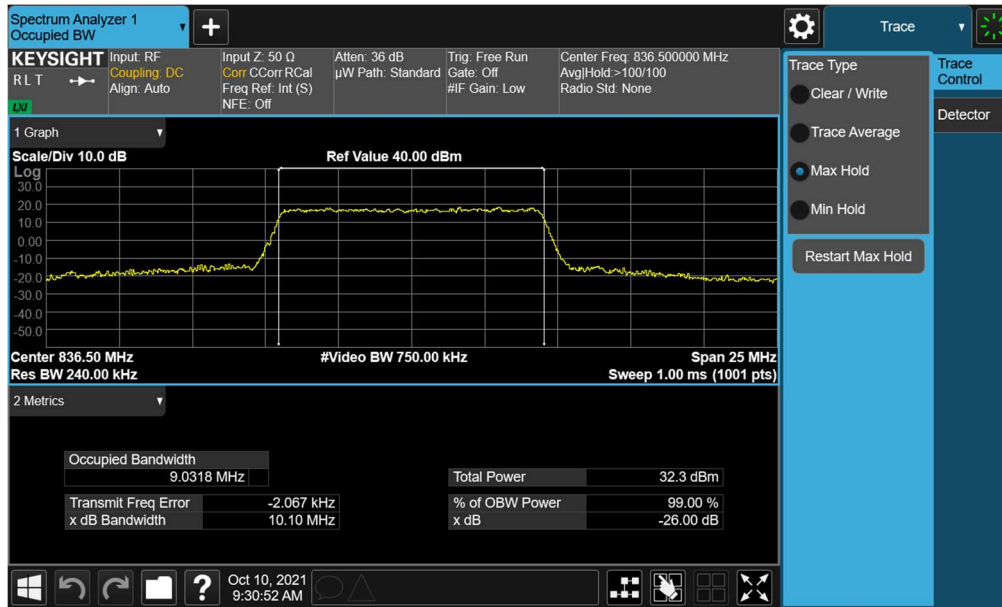 Spectrum Analyzer 1
Occupied BW
Trace
KEYSIGHT
R L T
LXI
Input: RF
Coupling: DC
Align: Auto
Input Z: 50 Ω
Corr CCorr RCal
Freq Ref: Int (S)
NFE: Off
Atten: 36 dB
µW Path: Standard
Trig: Free Run
Gate: Off
#IF Gain: Low
Center Freq: 836.500000 MHz
Avg|Hold:>100/100
Radio Std: None
1 Graph
Scale/Div 10.0 dB
Ref Value 40.00 dBm
Log
30.0
20.0
10.0
0.00
-10.0
-20.0
-30.0
-40.0
-50.0
Center 836.50 MHz
#Video BW 750.00 kHz
Span 25 MHz
Res BW 240.00 kHz
Sweep 1.00 ms (1001 pts)
2 Metrics
Occupied Bandwidth
9.0318 MHz
Total Power 32.3 dBm
Transmit Freq Error -2.067 kHz
% of OBW Power 99.00 %
x dB Bandwidth 10.10 MHz
x dB -26.00 dB
Oct 10, 2021
9:30:52 AM
Trace Type
Clear / Write
Trace Average
Max Hold
Min Hold
Restart Max Hold
Trace
Control
Detector